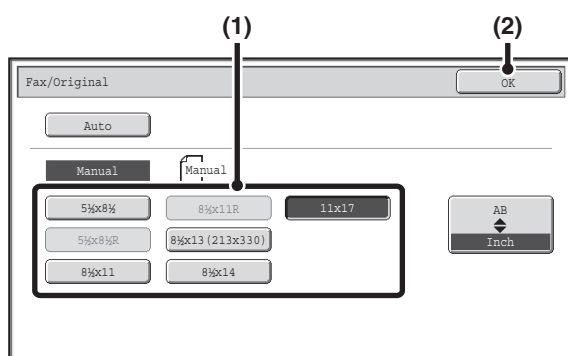 (1) (2)
Fax/Original OK
Auto
Manual Manual
5½x8½ 8½x11R 11x17 AB
5½x8½R 8½x13(213x330) Inch
8½x11 8½x14